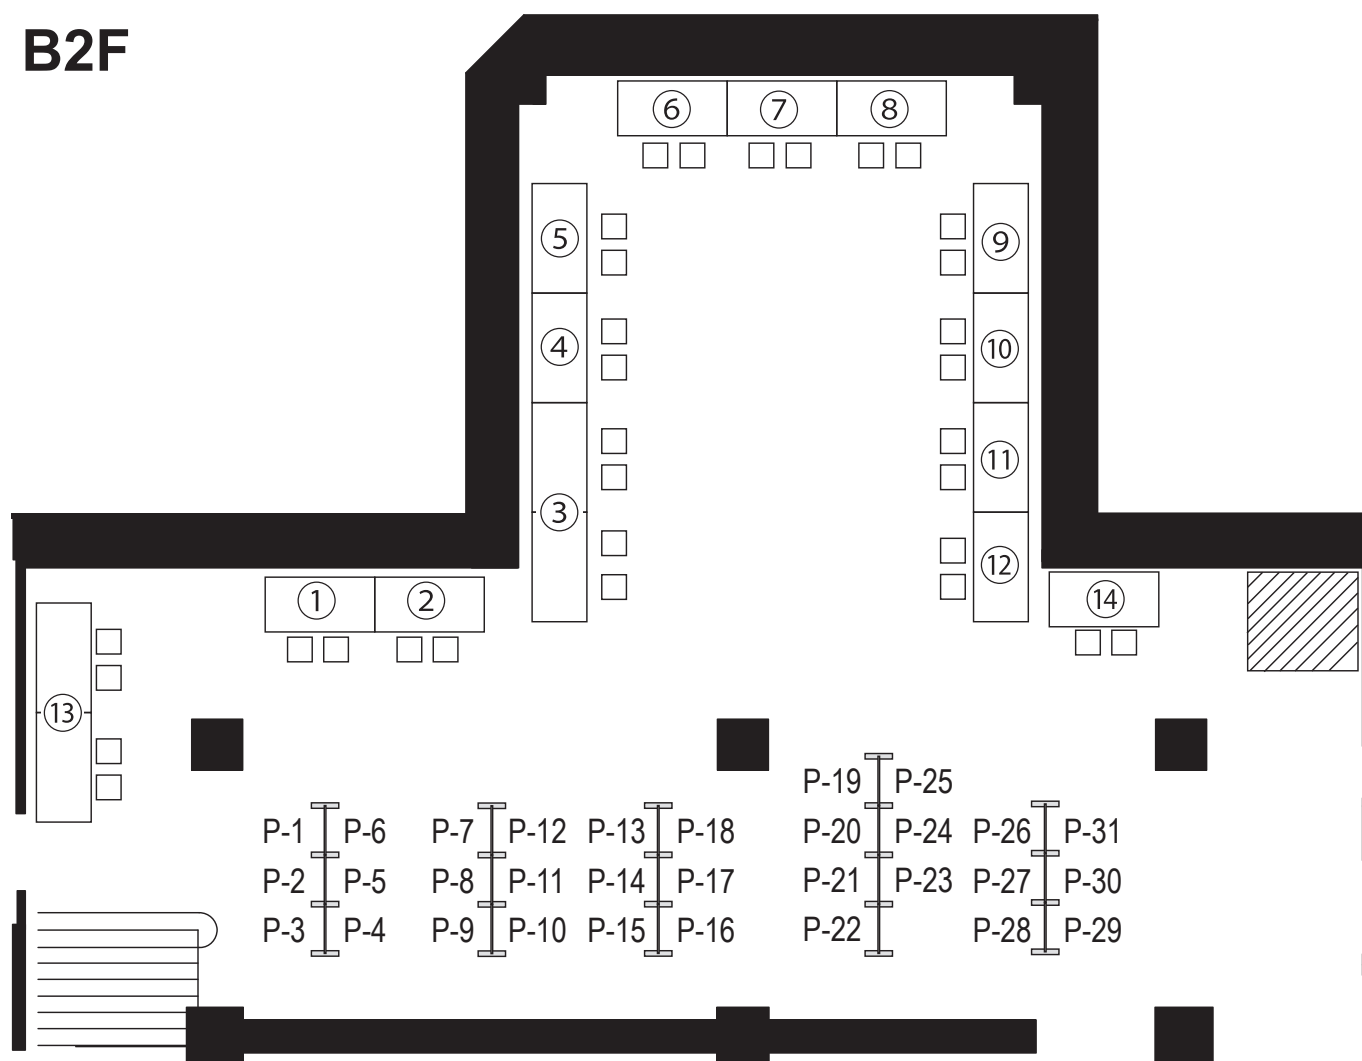 B2F
⑥ ⑦ ⑧
⑤ ⑨
④ ⑩
⑪
③
⑫
① ② ⑭
⑬
P-19 P-25
P-1 P-6 P-7 P-12 P-13 P-18 P-20 P-24 P-26 P-31
P-2 P-5 P-8 P-11 P-14 P-17 P-21 P-23 P-27 P-30
P-3 P-4 P-9 P-10 P-15 P-16 P-22 P-28 P-29